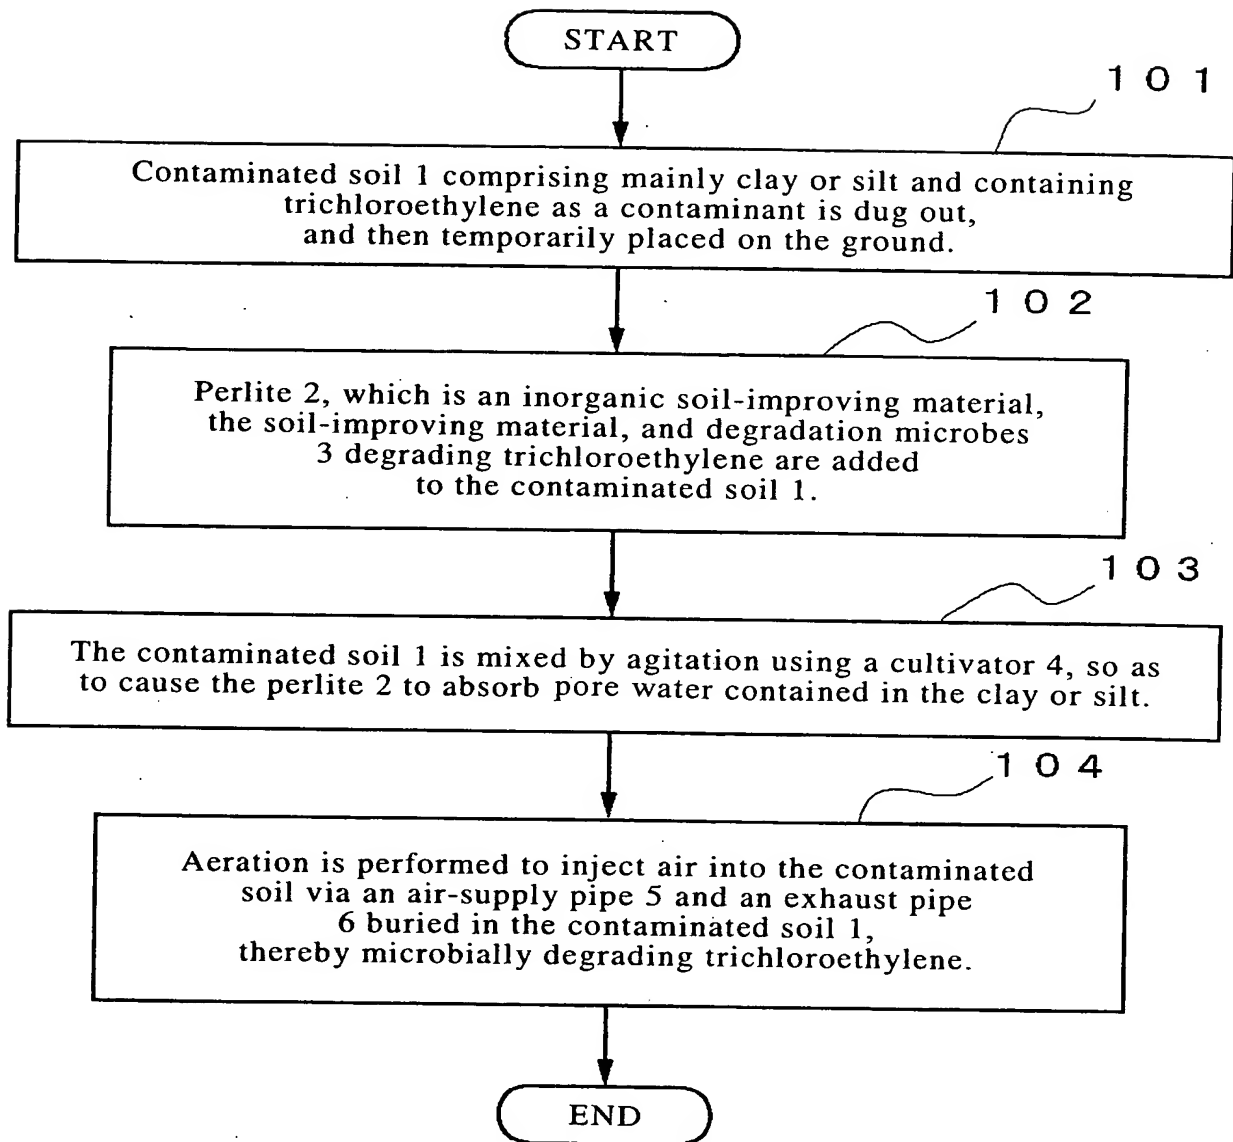 START
1 0 1
Contaminated soil 1 comprising mainly clay or silt and containing
trichloroethylene as a contaminant is dug out,
and then temporarily placed on the ground.
1 0 2
Perlite 2, which is an inorganic soil-improving material,
the soil-improving material, and degradation microbes
3 degrading trichloroethylene are added
to the contaminated soil 1.
1 0 3
The contaminated soil 1 is mixed by agitation using a cultivator 4, so as
to cause the perlite 2 to absorb pore water contained in the clay or silt.
1 0 4
Aeration is performed to inject air into the contaminated
soil via an air-supply pipe 5 and an exhaust pipe
6 buried in the contaminated soil 1,
thereby microbially degrading trichloroethylene.
END